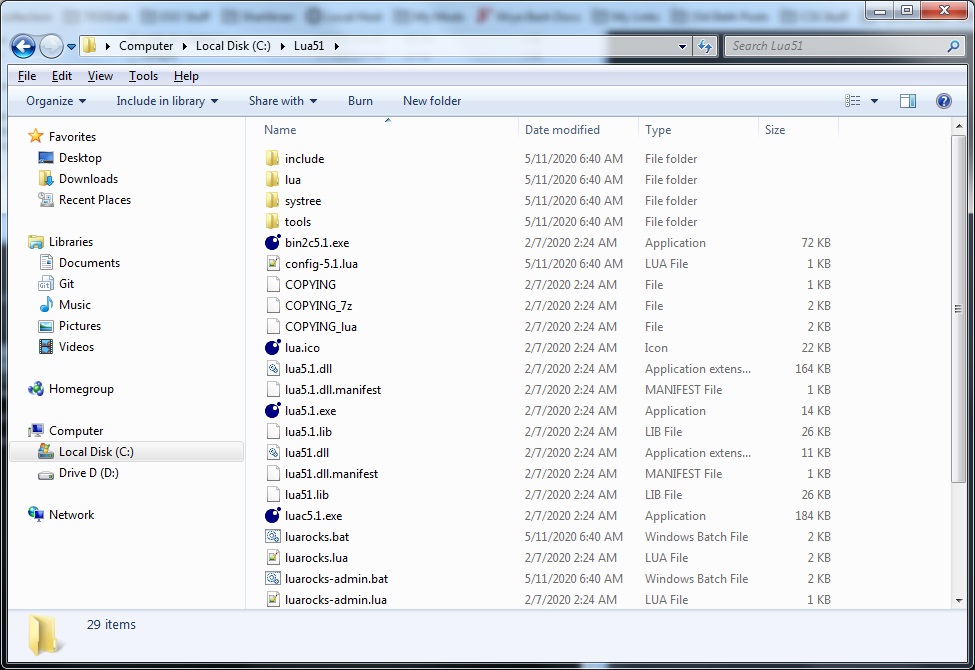 Computer ▸ Local Disk (C:) ▸ Lua51 ▸
Search Lua51
File Edit View Tools Help
Organize Include in library Share with Burn New folder
Name Date modified Type Size
Favorites
Desktop
Downloads
Recent Places
Libraries
Documents
Git
Music
Pictures
Videos
Homegroup
Computer
Local Disk (C:)
Drive D (D:)
Network
include 5/11/2020 6:40 AM File folder
lua 5/11/2020 6:40 AM File folder
systree 5/11/2020 6:40 AM File folder
tools 5/11/2020 6:40 AM File folder
bin2c5.1.exe 2/7/2020 2:24 AM Application 72 KB
config-5.1.lua 5/11/2020 6:40 AM LUA File 1 KB
COPYING 2/7/2020 2:24 AM File 1 KB
COPYING_7z 2/7/2020 2:24 AM File 2 KB
COPYING_lua 2/7/2020 2:24 AM File 2 KB
lua.ico 2/7/2020 2:24 AM Icon 22 KB
lua5.1.dll 2/7/2020 2:24 AM Application extens... 164 KB
lua5.1.dll.manifest 2/7/2020 2:24 AM MANIFEST File 1 KB
lua5.1.exe 2/7/2020 2:24 AM Application 14 KB
lua5.1.lib 2/7/2020 2:24 AM LIB File 26 KB
lua51.dll 2/7/2020 2:24 AM Application extens... 11 KB
lua51.dll.manifest 2/7/2020 2:24 AM MANIFEST File 1 KB
lua51.lib 2/7/2020 2:24 AM LIB File 26 KB
luac5.1.exe 2/7/2020 2:24 AM Application 184 KB
luarocks.bat 5/11/2020 6:40 AM Windows Batch File 2 KB
luarocks.lua 2/7/2020 2:24 AM LUA File 2 KB
luarocks-admin.bat 5/11/2020 6:40 AM Windows Batch File 2 KB
luarocks-admin.lua 2/7/2020 2:24 AM LUA File 1 KB
29 items